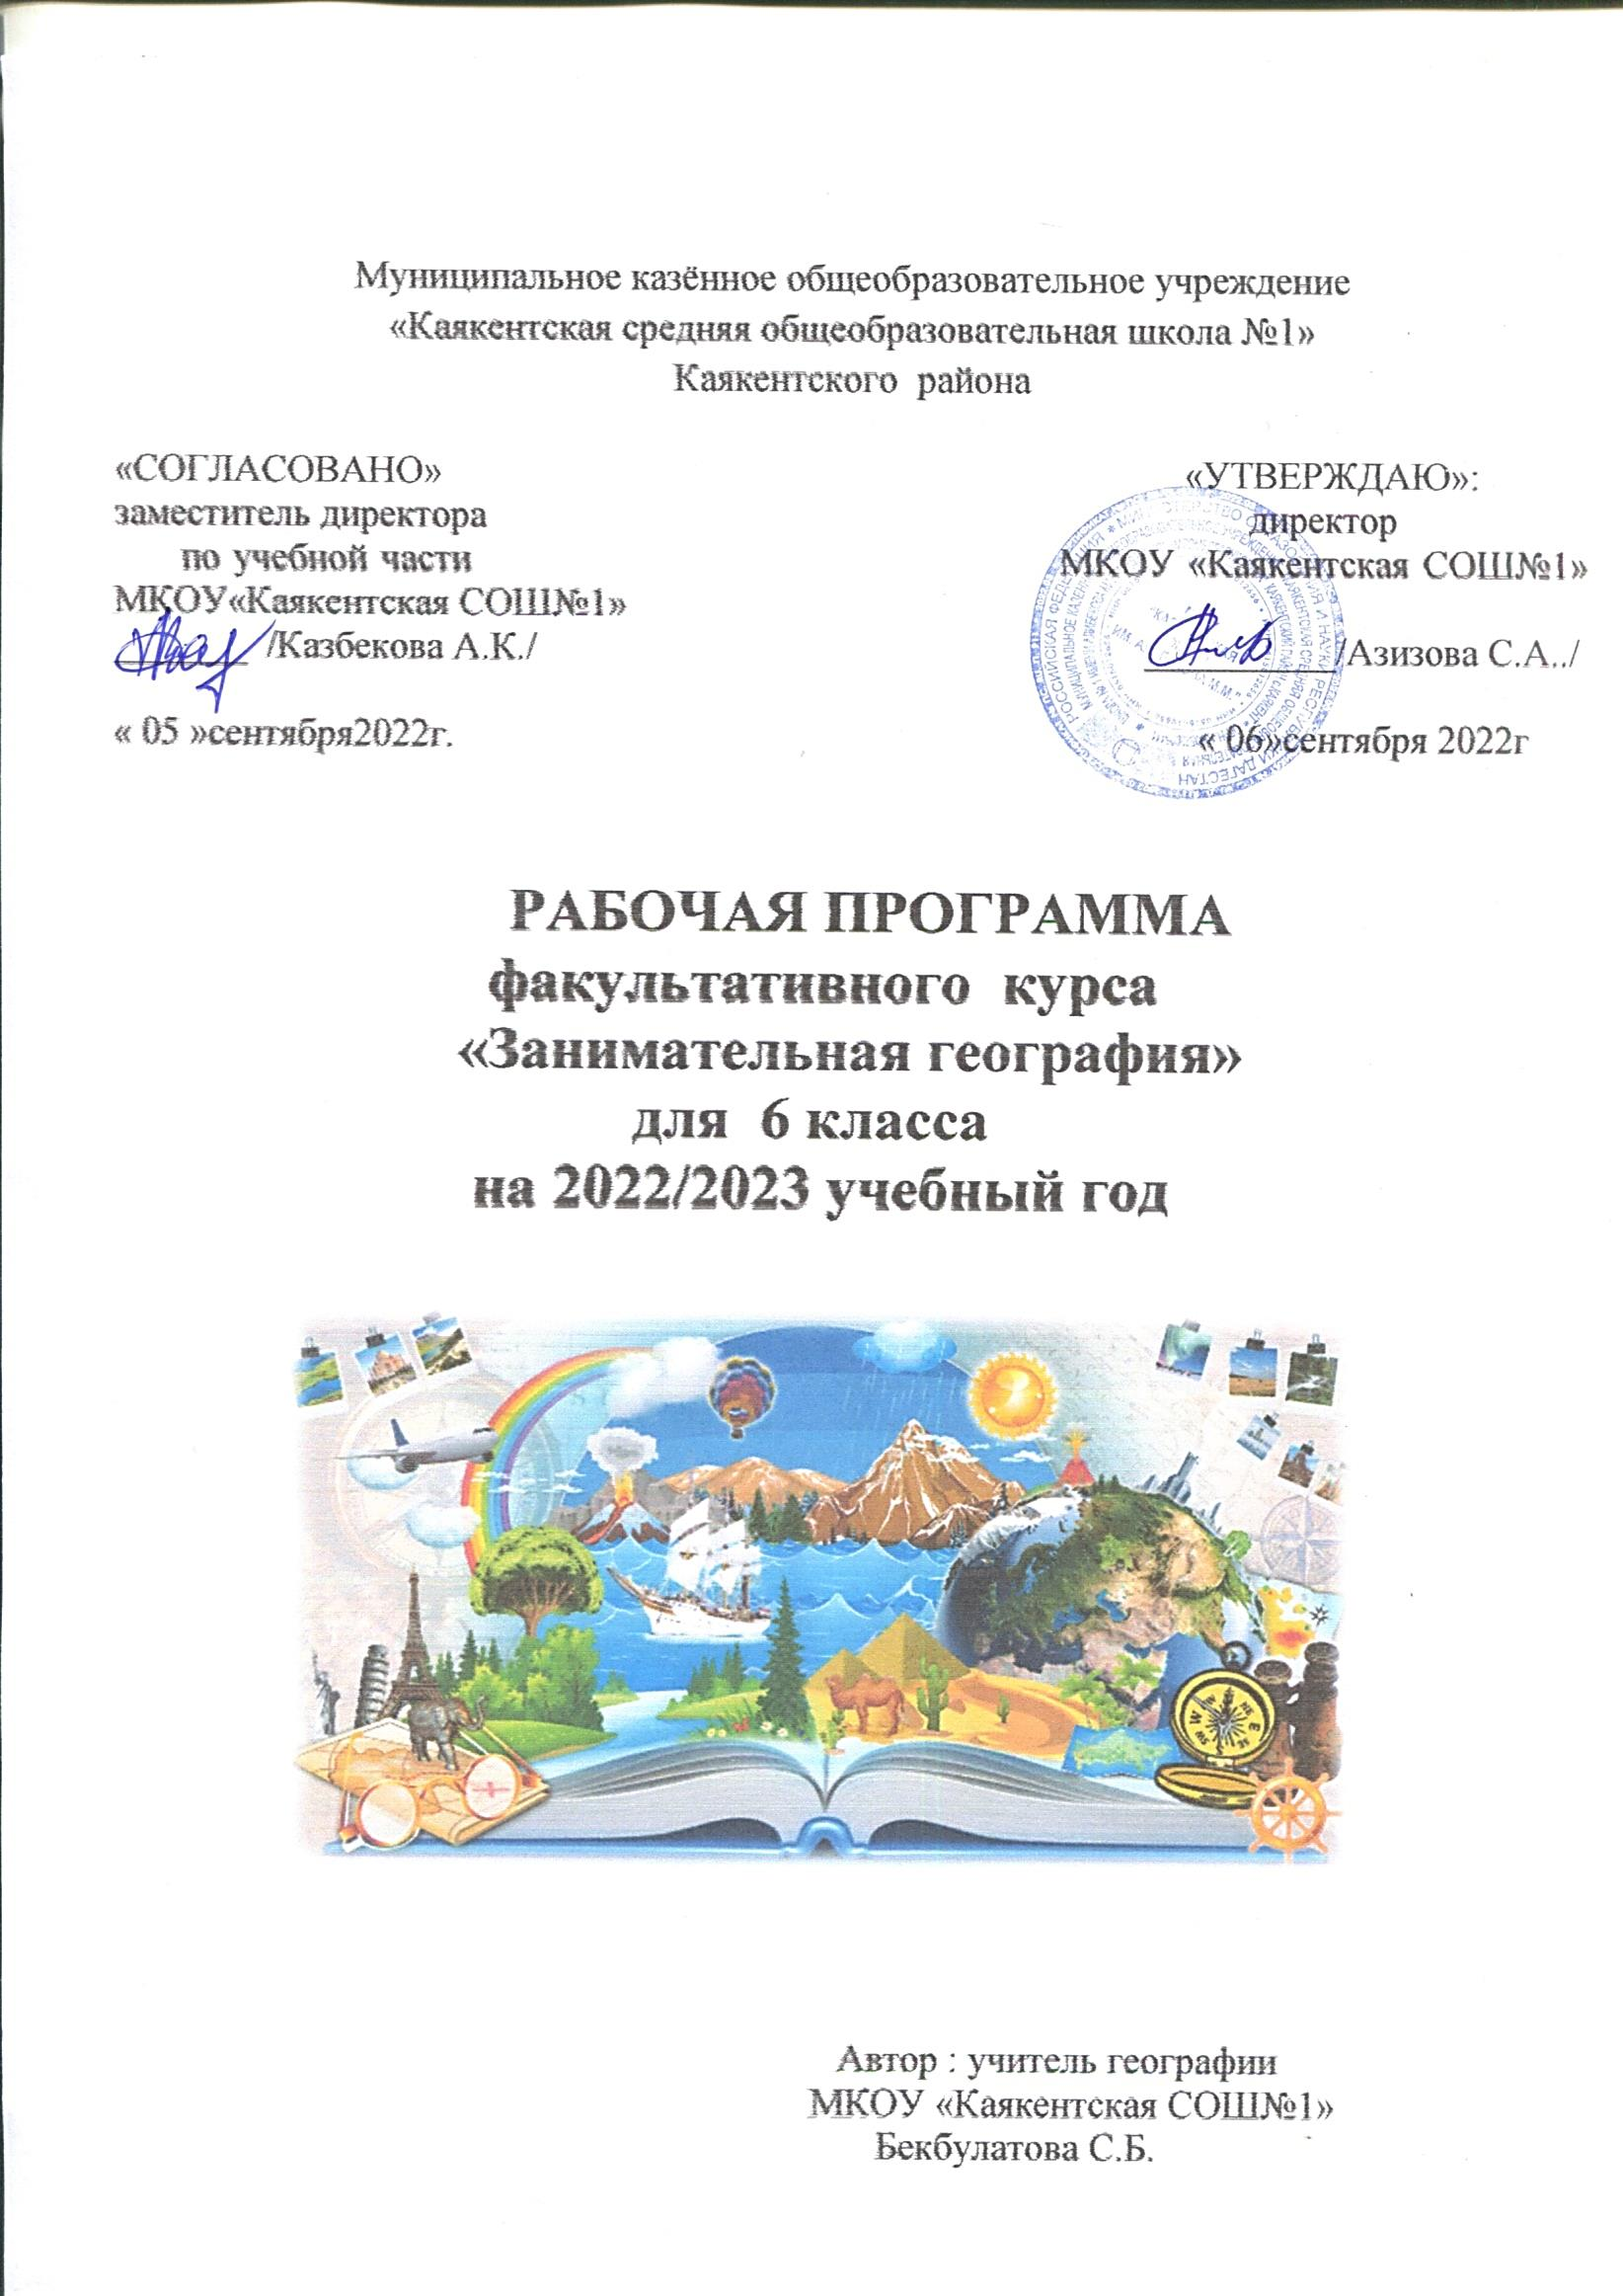 Муниципальное казённое общеобразовательное учреждение
«Каякентская средняя общеобразовательная школа №1»
Каякентского района
«СОГЛАСОВАНО»
заместитель директора
по учебной части
МКОУ«Каякентская СОШ№1»
/Казбекова А.К./
« 05 »сентября2022г.
«УТВЕРЖДАЮ»:
директор
МКОУ «Каякентская СОШ№1»
/Азизова С.А../
« 06»сентября 2022г
РОССИЙСКАЯ ФЕДЕРАЦИЯ
РАБОЧАЯ ПРОГРАММА
факультативного курса
«Занимательная география»
для 6 класса
на 2022/2023 учебный год
Автор : учитель географии
МКОУ «Каякентская СОШ№1»
Бекбулатова С.Б.